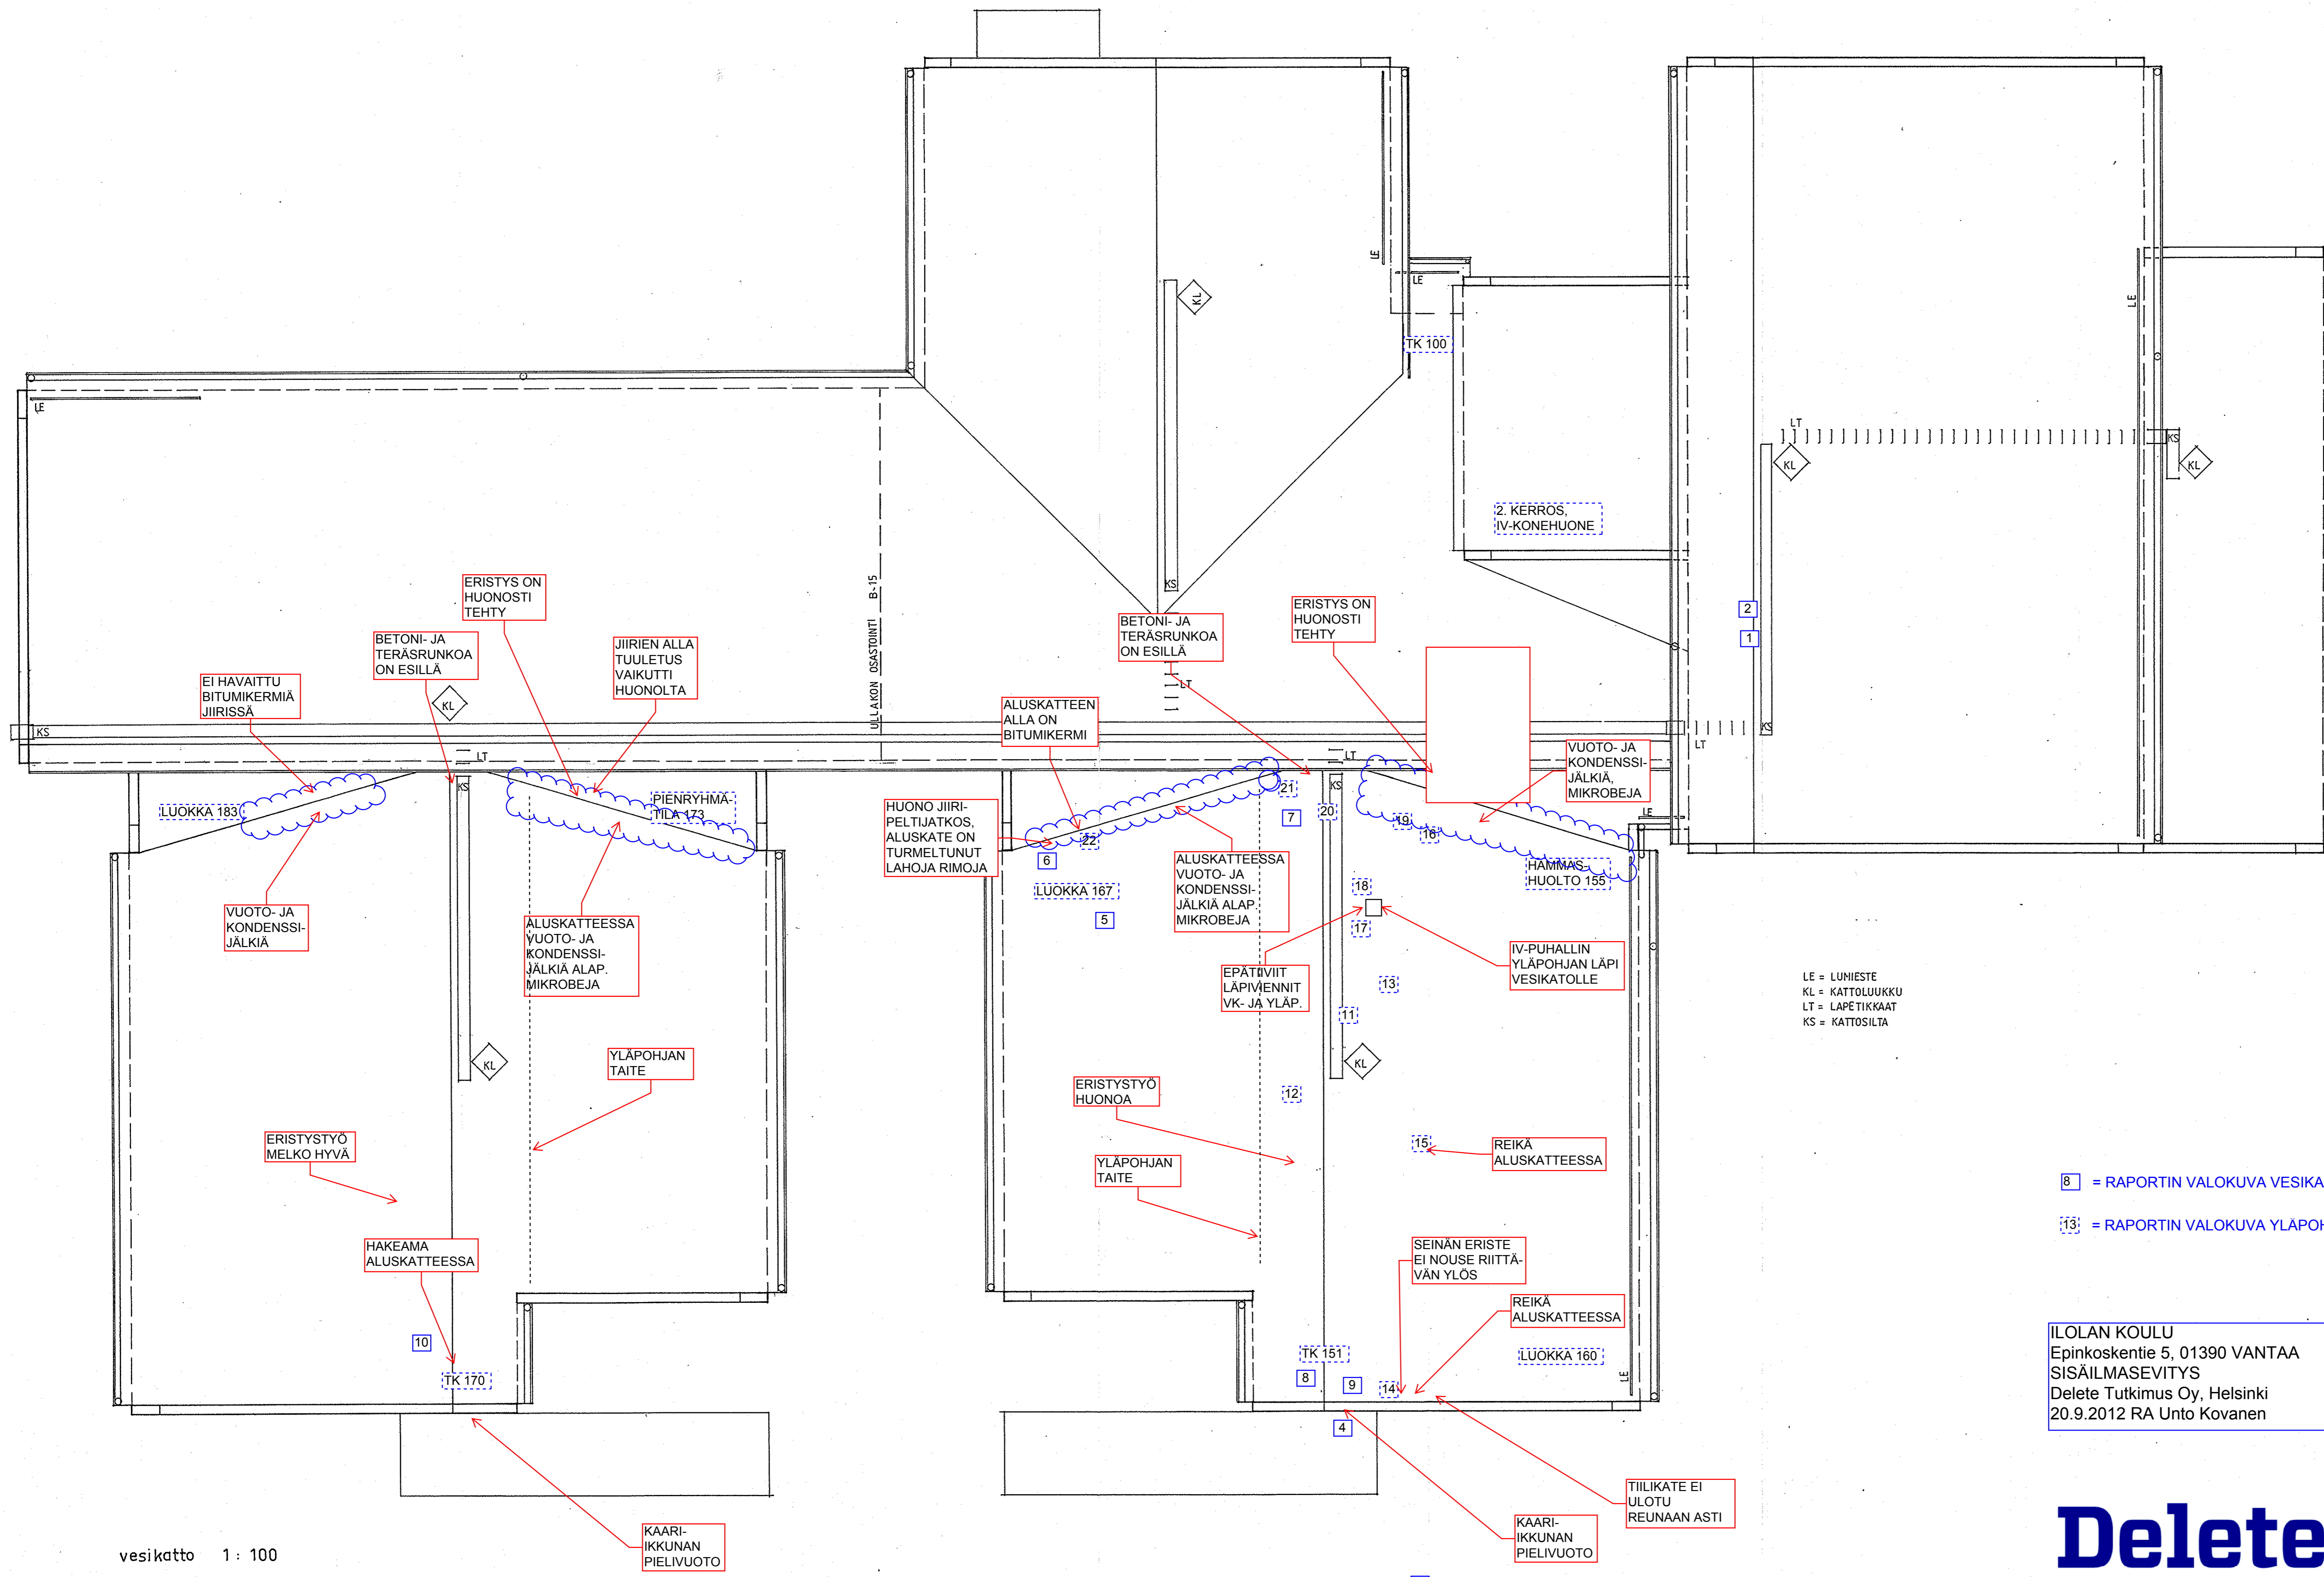 LE
KL
LE
LE
TK 100
LE
LE
LT
KS
KL
KL
2. KERROS,
IV-KONEHUONE
ULLAKON OSASTOINTI B-15
KS
ERISTYS ON
HUONOSTI
TEHTY
BETONI- JA
TERÄSRUNKOA
ON ESILLÄ
JIIRIEN ALLA
TUULETUS
VAIKUTTI
HUONOLTA
EI HAVAITTU
BITUMIKERMIÄ
JIIRISSÄ
KL
BETONI- JA
TERÄSRUNKOA
ON ESILLÄ
ERISTYS ON
HUONOSTI
TEHTY
2
1
LT
ALUSKATTEEN
ALLA ON
BITUMIKERMI
KS
KS
LT
LT
LT
VUOTO- JA
KONDENSSI-
JÄLKIÄ,
MIKROBEJA
LUOKKA 183
KS
PIENRYHMÄ-
TILA 173
HUONO JIIRI-
PELTIJATKOS,
ALUSKATE ON
TURMELTUNUT
LAHOJA RIMOJA
21
7
20
KS
19
16
LE
22
6
LUOKKA 167
5
ALUSKATTEESSA
VUOTO- JA
KONDENSSI-
JÄLKIÄ ALAP.
MIKROBEJA
18
17
HAMMAS-
HUOLTO 155
VUOTO- JA
KONDENSSI-
JÄLKIÄ
ALUSKATTEESSA
VUOTO- JA
KONDENSSI-
JÄLKIÄ ALAP.
MIKROBEJA
EPÄTIIVIIT
LÄPIVIENNIT
VK- JA YLÄP.
IV-PUHALLIN
YLÄPOHJAN LÄPI
VESIKATOLLE
13
11
LE = LUMIESTE
KL = KATTOLUUKKU
LT = LAPETIKKAAT
KS = KATTOSILTA
KL
YLÄPOHJAN
TAITE
KL
ERISTYSTYÖ
HUONOA
12
ERISTYSTYÖ
MELKO HYVÄ
15
REIKÄ
ALUSKATTEESSA
YLÄPOHJAN
TAITE
8 = RAPORTIN VALOKUVA VESIKA
13 = RAPORTIN VALOKUVA YLÄPOH
HAKEAMA
ALUSKATTEESSA
SEINÄN ERISTE
EI NOUSE RIITTÄ-
VÄN YLÖS
REIKÄ
ALUSKATTEESSA
10
TK 170
TK 151
8
9
14
LUOKKA 160
LE
4
ILOLAN KOULU
Epinkoskentie 5, 01390 VANTAA
SISÄILMASEVITYS
Delete Tutkimus Oy, Helsinki
20.9.2012 RA Unto Kovanen
TIILIKATE EI
ULOTU
REUNAAN ASTI
KAARI-
IKKUNAN
PIELIVUOTO
KAARI-
IKKUNAN
PIELIVUOTO
vesikatto 1 : 100
Delete